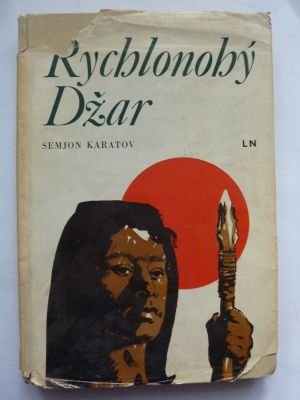 Rychlonohý
Džar
SEMJON KARATOV
LN